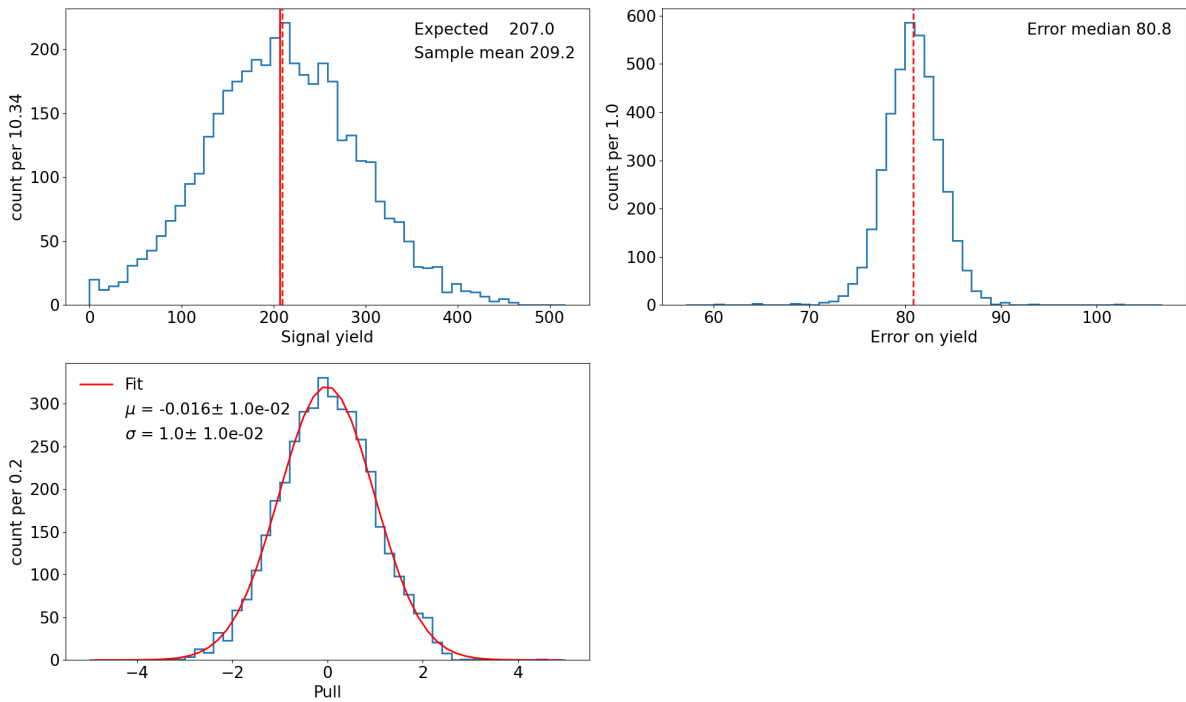 Expected 207.0
Sample mean 209.2
count per 10.34
200
150
100
50
0
0 100 200 300 400 500
Signal yield
Error median 80.8
count per 1.0
600
500
400
300
200
100
0
60 70 80 90 100
Error on yield
Fit
μ = -0.016± 1.0e-02
σ = 1.0± 1.0e-02
count per 0.2
300
250
200
150
100
50
0
−4 −2 0 2 4
Pull